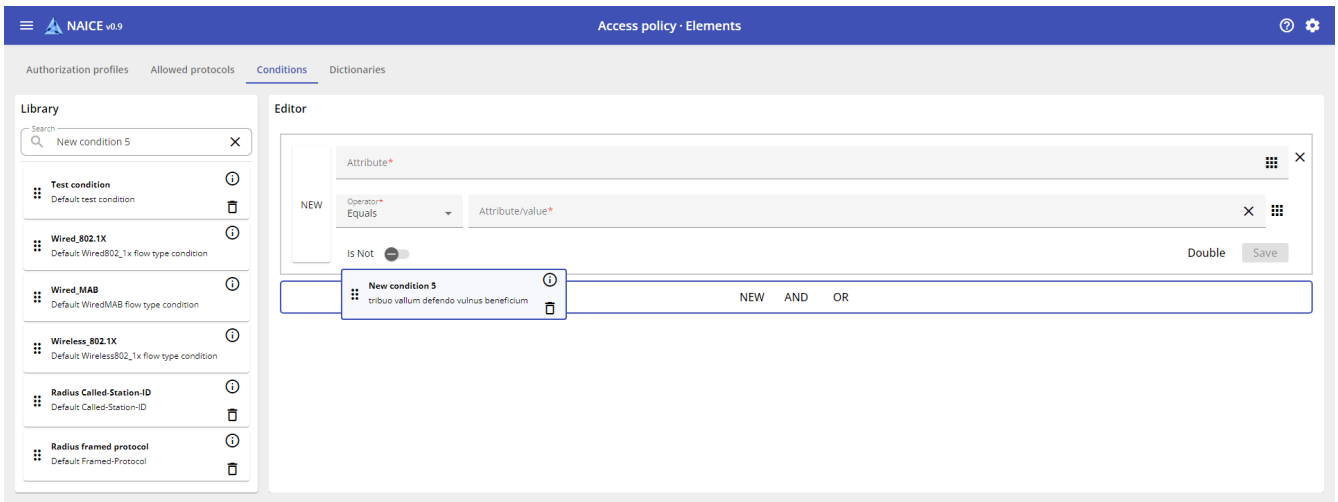 NAICE v0.9
Access policy · Elements
Authorization profiles
Allowed protocols
Conditions
Dictionaries
Library
Search
New condition 5
Test condition
Default test condition
Wired_802.1X
Default Wired802_1x flow type condition
Wired_MAB
Default WiredMAB flow type condition
Wireless_802.1X
Default Wireless802_1x flow type condition
Radius Called-Station-ID
Default Called-Station-ID
Radius framed protocol
Default Framed-Protocol
Editor
NEW
Attribute*
Operator*
Equals
Attribute/value*
Is Not
Double
Save
New condition 5
tribuo vallum defendo vulnus beneficium
NEW AND OR